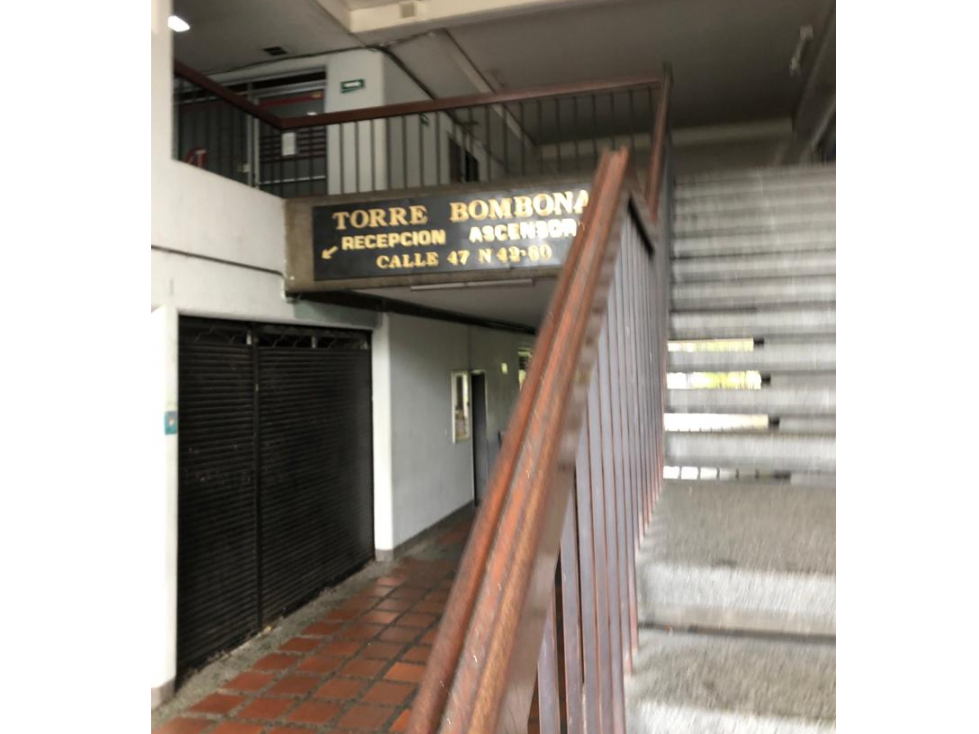 TORRE BOMBONA
RECEPCION ASCENSOR
CALLE 47 N 42-60